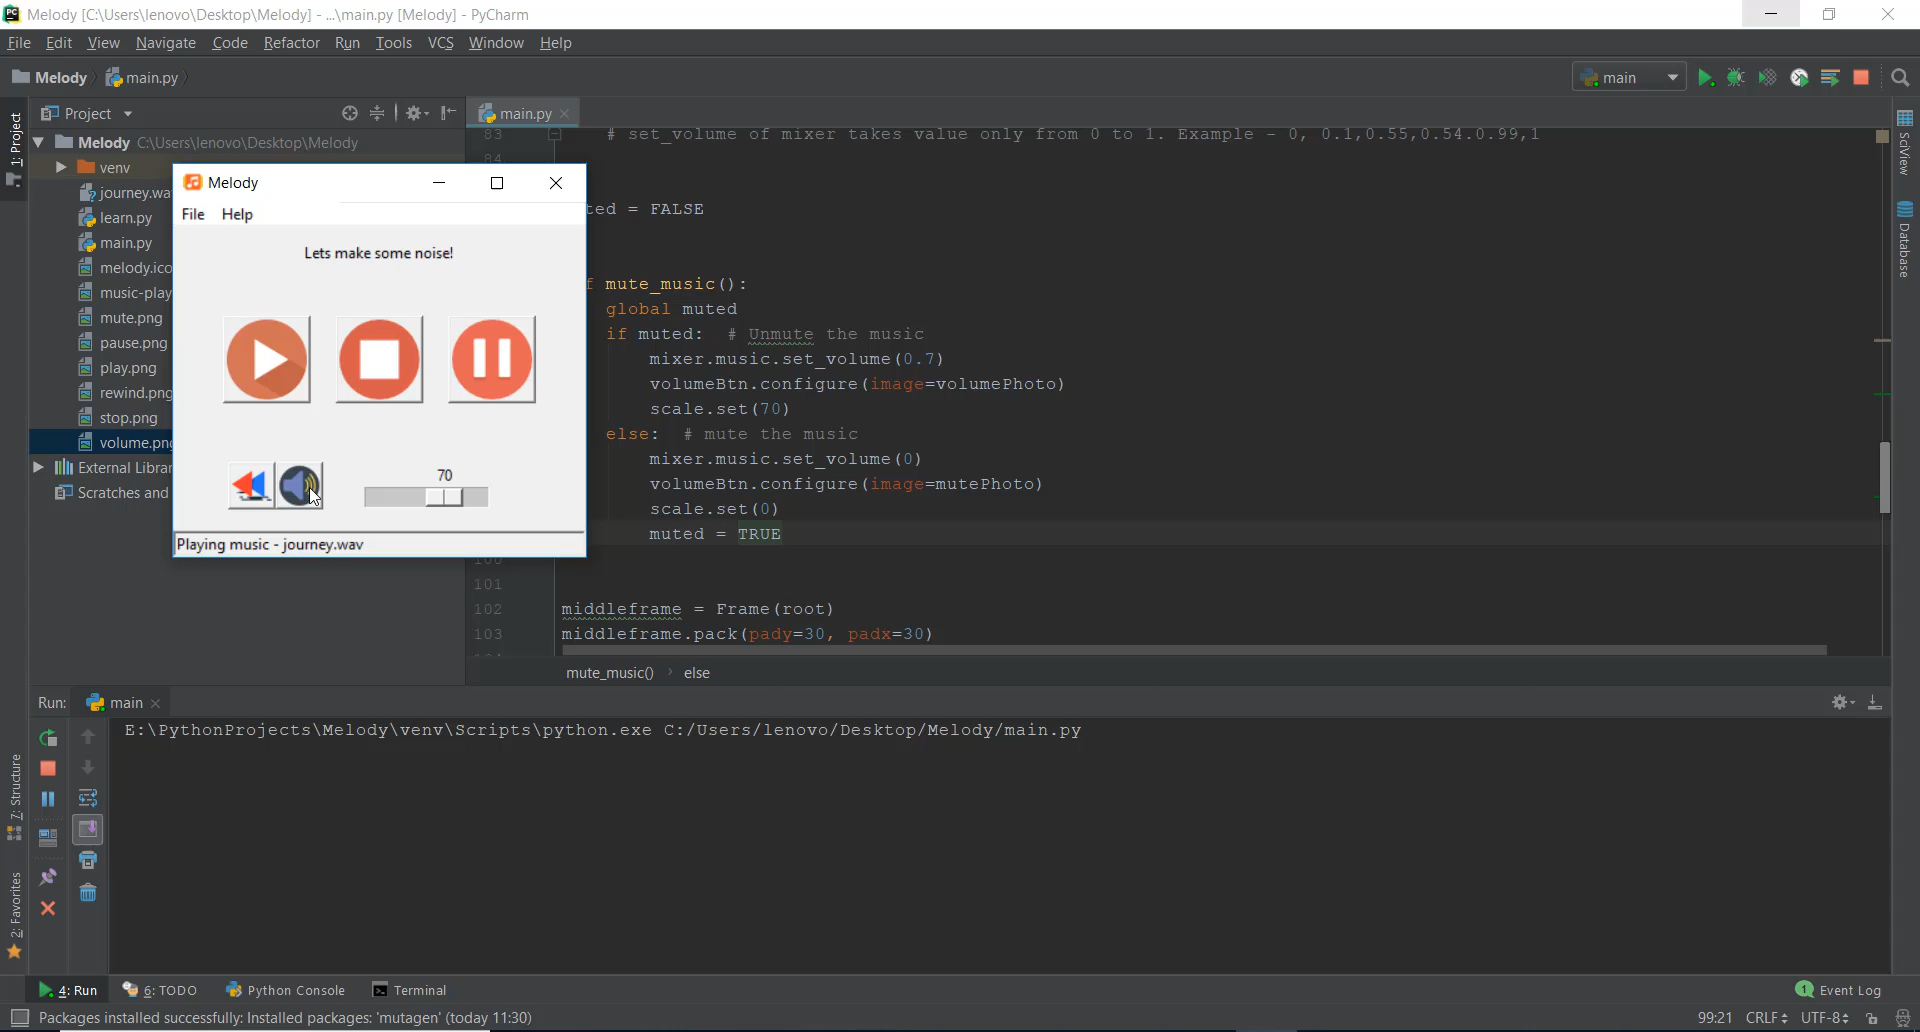 Melody [C:\Users\lenovo\Desktop\Melody] - ...\main.py [Melody] - PyCharm
File Edit View Navigate Code Refactor Run Tools VCS Window Help
Melody main.py main
1: Project
Project
main.py
Melody C:\Users\lenovo\Desktop\Melody
venv
journey.wa
learn.py
main.py
melody.ico
music-play
mute.png
pause.png
play.png
rewind.png
stop.png
volume.png
External Librar
Scratches and
Melody
File Help
Lets make some noise!
70
Playing music - journey.wav
83 # set_volume of mixer takes value only from 0 to 1. Example - 0, 0.1,0.55,0.54.0.99,1
84
ted = FALSE
f mute_music():
global muted
if muted: # Unmute the music
mixer.music.set_volume(0.7)
volumeBtn.configure(image=volumePhoto)
scale.set(70)
else: # mute the music
mixer.music.set_volume(0)
volumeBtn.configure(image=mutePhoto)
scale.set(0)
muted = TRUE
100
101
102 middleframe = Frame(root)
103 middleframe.pack(pady=30, padx=30)
mute_music() › else
SciView
Database
Run: main
E:\PythonProjects\Melody\venv\Scripts\python.exe C:/Users/lenovo/Desktop/Melody/main.py
7: Structure
2: Favorites
4: Run 6: TODO Python Console Terminal 1 Event Log
Packages installed successfully: Installed packages: 'mutagen' (today 11:30) 99:21 CRLF UTF-8